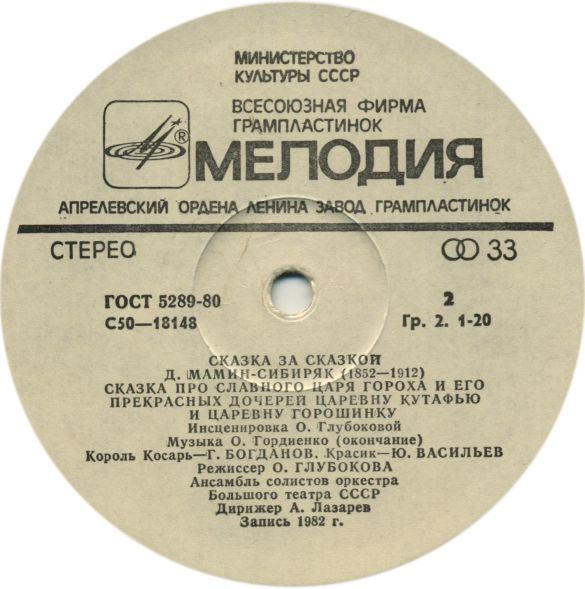 МИНИСТЕРСТВО
КУЛЬТУРЫ СССР
ВСЕСОЮЗНАЯ ФИРМА
ГРАМПЛАСТИНОК
®
МЕЛОДИЯ
АПРЕЛЕВСКИЙ ОРДЕНА ЛЕНИНА ЗАВОД ГРАМПЛАСТИНОК
СТЕРЕО 33
ГОСТ 5289-80 2
С50—18148 Гр. 2. 1-20
СКАЗКА ЗА СКАЗКОЙ
Д. МАМИН-СИБИРЯК (1852—1912)
СКАЗКА ПРО СЛАВНОГО ЦАРЯ ГОРОХА И ЕГО
ПРЕКРАСНЫХ ДОЧЕРЕЙ ЦАРЕВНУ КУТАФЬЮ
И ЦАРЕВНУ ГОРОШИНКУ
Инсценировка О. Глубоковой
Музыка О. Гордиенко (окончание)
Король Косарь—Г. БОГДАНОВ. Красик—Ю. ВАСИЛЬЕВ
Режиссер О. ГЛУБОКОВА
Ансамбль солистов оркестра
Большого театра СССР
Дирижер А. Лазарев
Запись 1982 г.